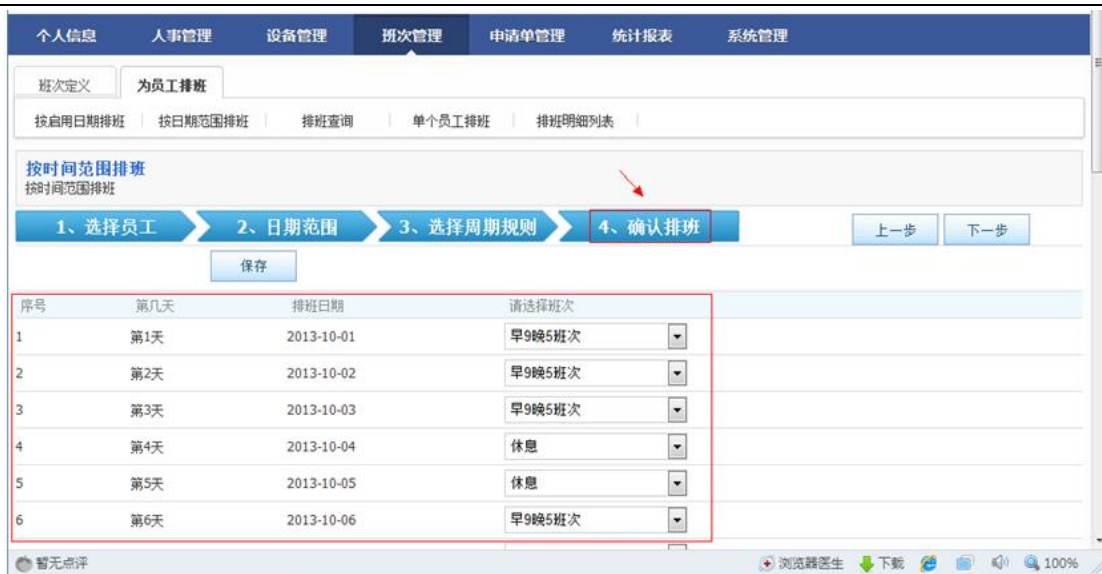 个人信息 人事管理 设备管理 班次管理 申请单管理 统计报表 系统管理
班次定义 为员工排班
按启用日期排班 按日期范围排班 排班查询 单个员工排班 排班明细列表
按时间范围排班
按时间范围排班
1、选择员工 2、日期范围 3、选择周期规则 4、确认排班 上一步 下一步
保存
序号 第几天 排班日期 请选择班次
1 第1天 2013-10-01 早9晚5班次
2 第2天 2013-10-02 早9晚5班次
3 第3天 2013-10-03 早9晚5班次
4 第4天 2013-10-04 休息
5 第5天 2013-10-05 休息
6 第6天 2013-10-06 早9晚5班次
暂无点评 浏览器医生 下载 100%